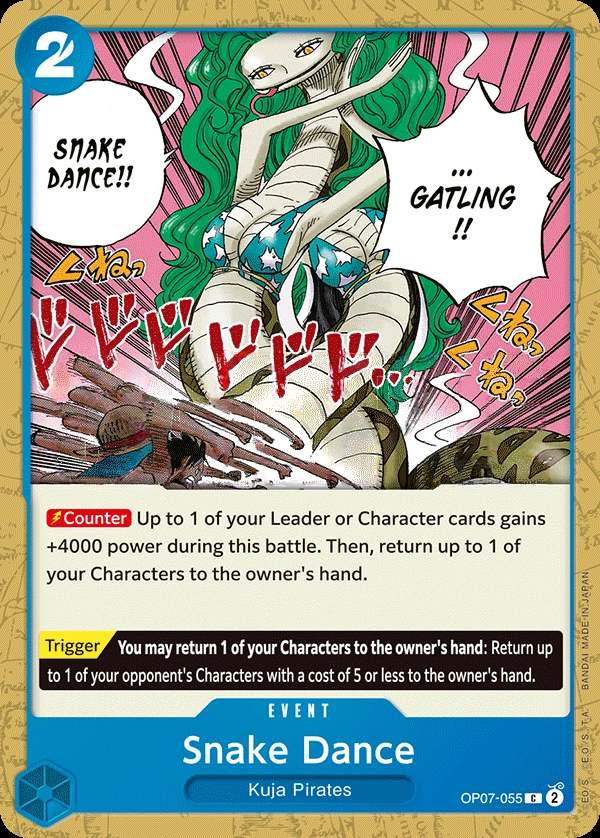 2
SNAKE
DANCE!!
...
GATLING
!!
くねっ
くねっ
くねっ
ドドドドドド...
Counter Up to 1 of your Leader or Character cards gains
+4000 power during this battle. Then, return up to 1 of
your Characters to the owner's hand.
Trigger You may return 1 of your Characters to the owner's hand: Return up
to 1 of your opponent's Characters with a cost of 5 or less to the owner's hand.
EVENT
Snake Dance
Kuja Pirates
OP07-055 C 2
BANDAI MADE IN JAPAN